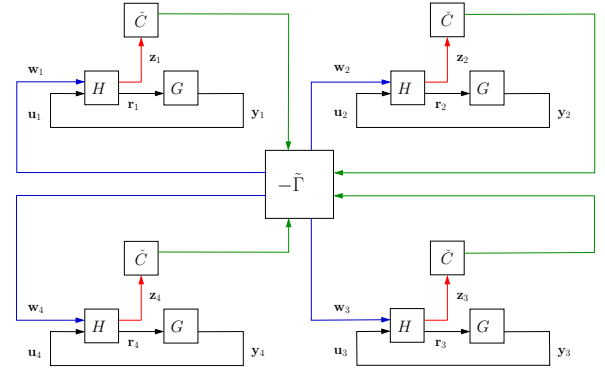 Č
Č
z₁
z₂
w₁
w₂
H
G
H
G
u₁
r₁
y₁
u₂
r₂
y₂
−Γ̃
Č
Č
z₄
z₃
w₄
w₃
H
G
H
G
u₄
r₄
y₄
u₃
r₃
y₃